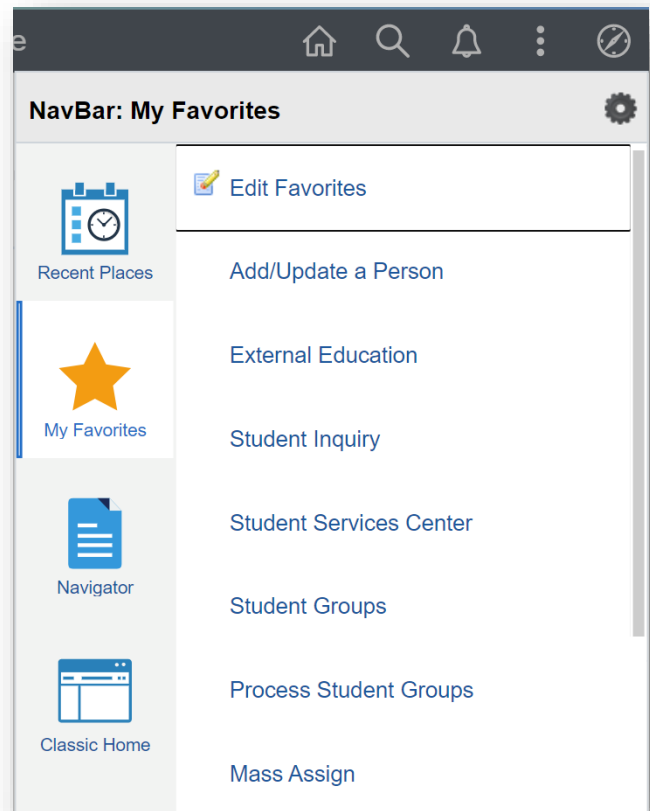 e
NavBar: My Favorites
Recent Places
My Favorites
Navigator
Classic Home
Edit Favorites
Add/Update a Person
External Education
Student Inquiry
Student Services Center
Student Groups
Process Student Groups
Mass Assign